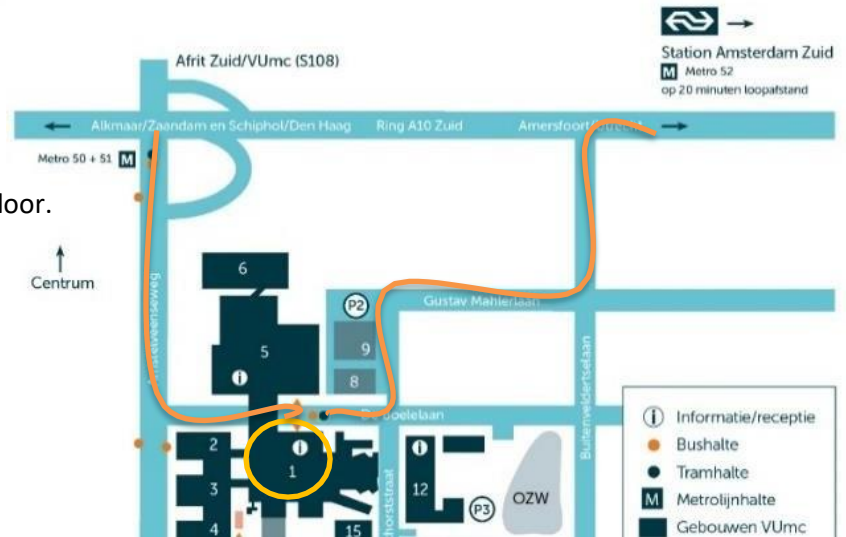 Station Amsterdam Zuid
M Metro 52
op 20 minuten loopafstand
Afrit Zuid/VUmc (S108)
Alkmaar/Zaandam en Schiphol/Den Haag
Ring A10 Zuid
Metro 50 + 51 M
loor.
Centrum
6
P2
Gustav Mahlerlaan
5
9
i
8
De Boelelaan
Buitenveldertselaan
i
2
1
3
4
15
i
12
P3
OZW
i Informatie/receptie
Bushalte
Tramhalte
M Metrolijnhalte
Gebouwen VUmc